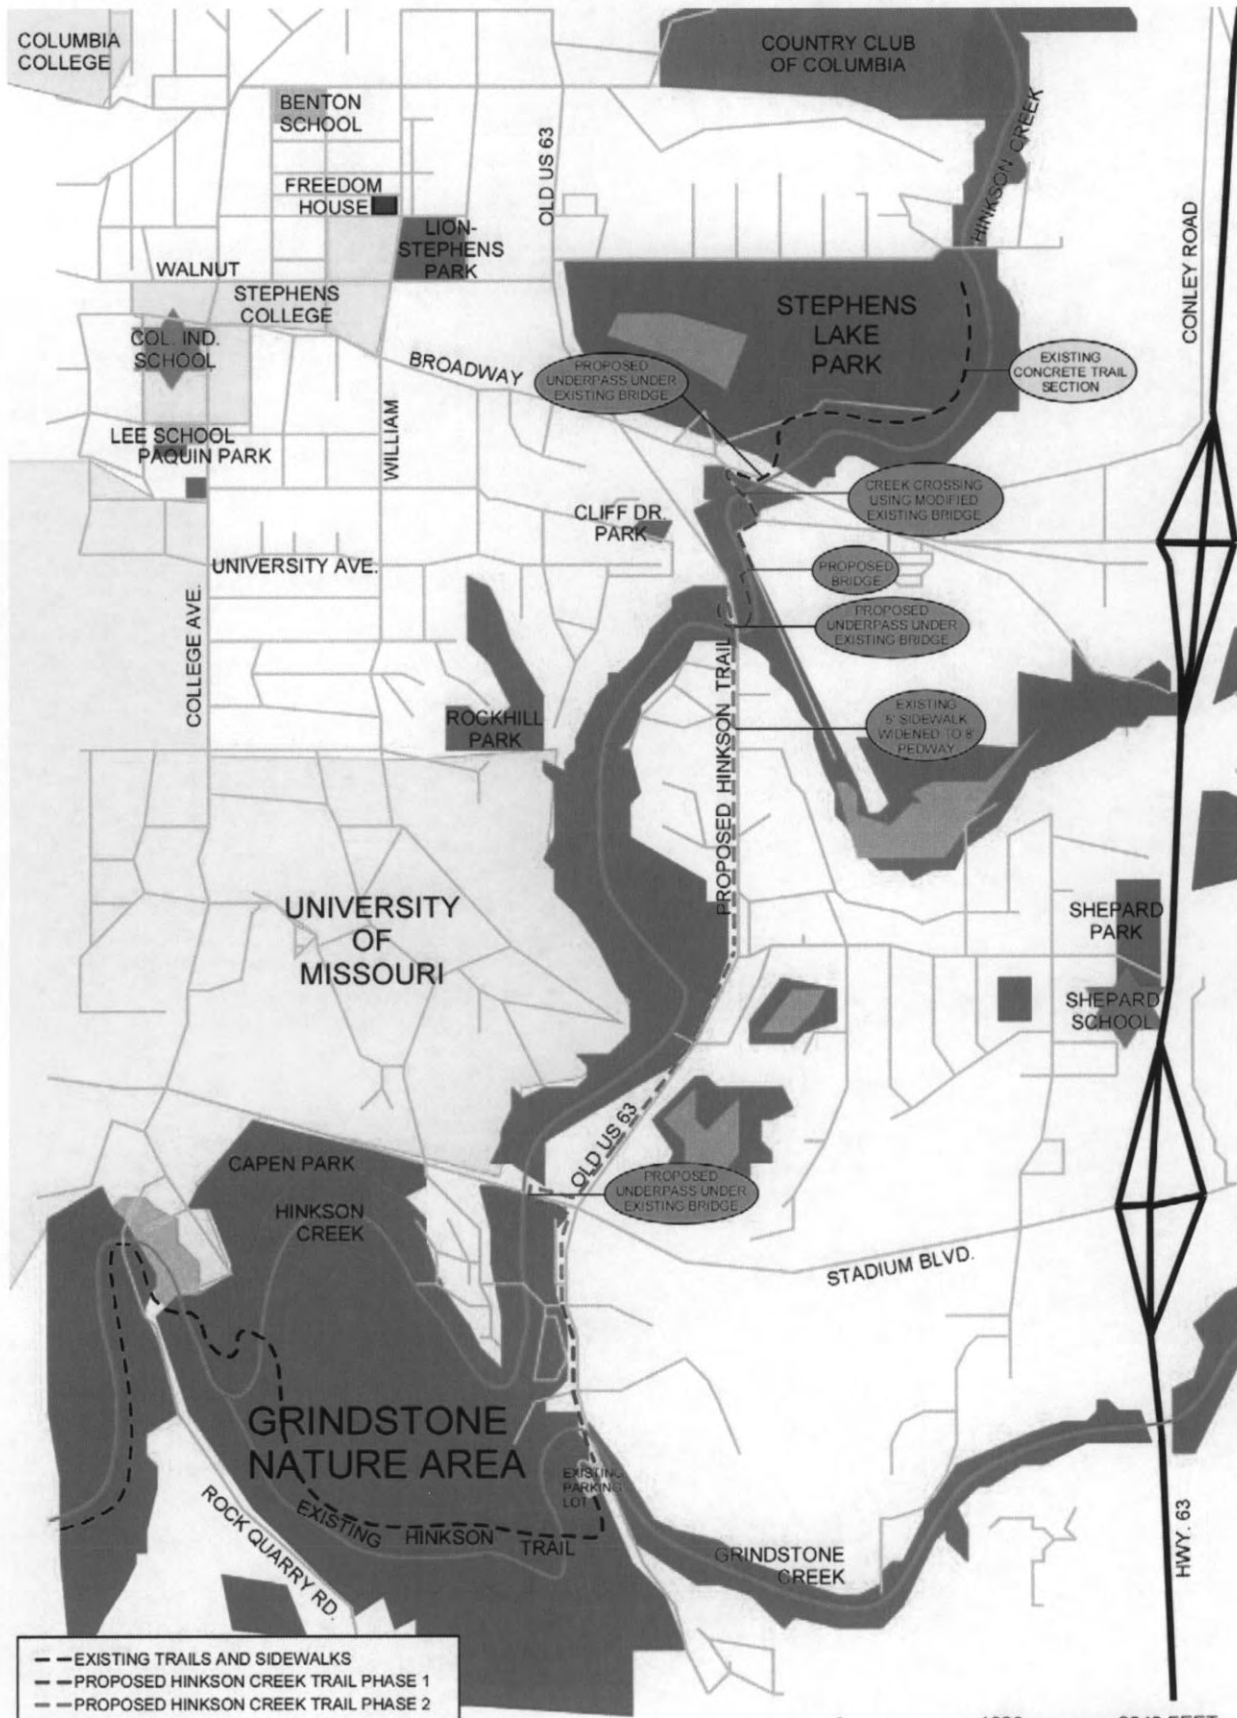 COLUMBIA
COLLEGE
COUNTRY CLUB
OF COLUMBIA
BENTON
SCHOOL
OLD US 63
HINKSON CREEK
FREEDOM
HOUSE
LION-
STEPHENS
PARK
CONLEY ROAD
WALNUT
STEPHENS
COLLEGE
STEPHENS
LAKE
PARK
COL. IND.
SCHOOL
BROADWAY
PROPOSED
UNDERPASS UNDER
EXISTING BRIDGE
EXISTING
CONCRETE TRAIL
SECTION
WILLIAM
LEE SCHOOL
PAQUIN PARK
CREEK CROSSING
USING MODIFIED
EXISTING BRIDGE
CLIFF DR.
PARK
UNIVERSITY AVE.
PROPOSED
BRIDGE
PROPOSED
UNDERPASS UNDER
EXISTING BRIDGE
COLLEGE AVE.
PROPOSED HINKSON TRAIL
ROCKHILL
PARK
EXISTING
5' SIDEWALK
WIDENED TO 8'
PEDWAY
UNIVERSITY
OF
MISSOURI
SHEPARD
PARK
SHEPARD
SCHOOL
OLD US 63
CAPEN PARK
PROPOSED
UNDERPASS UNDER
EXISTING BRIDGE
HINKSON
CREEK
STADIUM BLVD.
GRINDSTONE
NATURE AREA
EXISTING
PARKING
LOT
ROCK QUARRY RD.
EXISTING HINKSON TRAIL
GRINDSTONE
CREEK
HWY. 63
EXISTING TRAILS AND SIDEWALKS
PROPOSED HINKSON CREEK TRAIL PHASE 1
PROPOSED HINKSON CREEK TRAIL PHASE 2